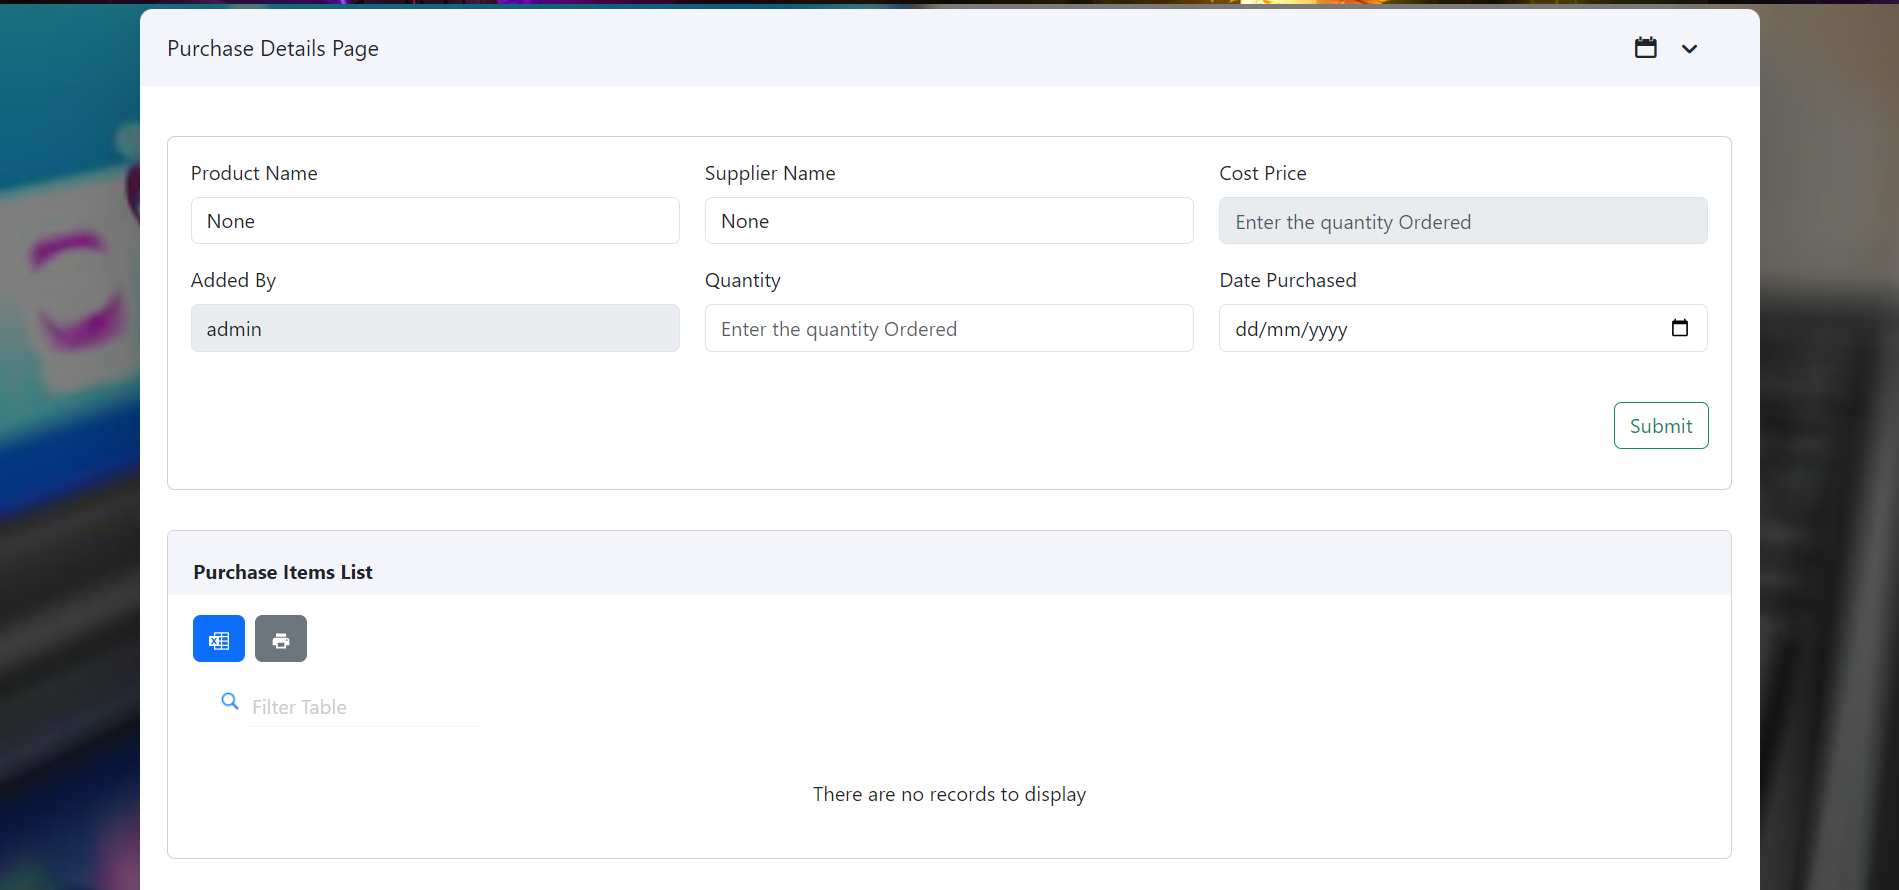 Purchase Details Page
Product Name
Supplier Name
Cost Price
None
None
Enter the quantity Ordered
Added By
Quantity
Date Purchased
admin
Enter the quantity Ordered
dd/mm/yyyy
Submit
Purchase Items List
Filter Table
There are no records to display